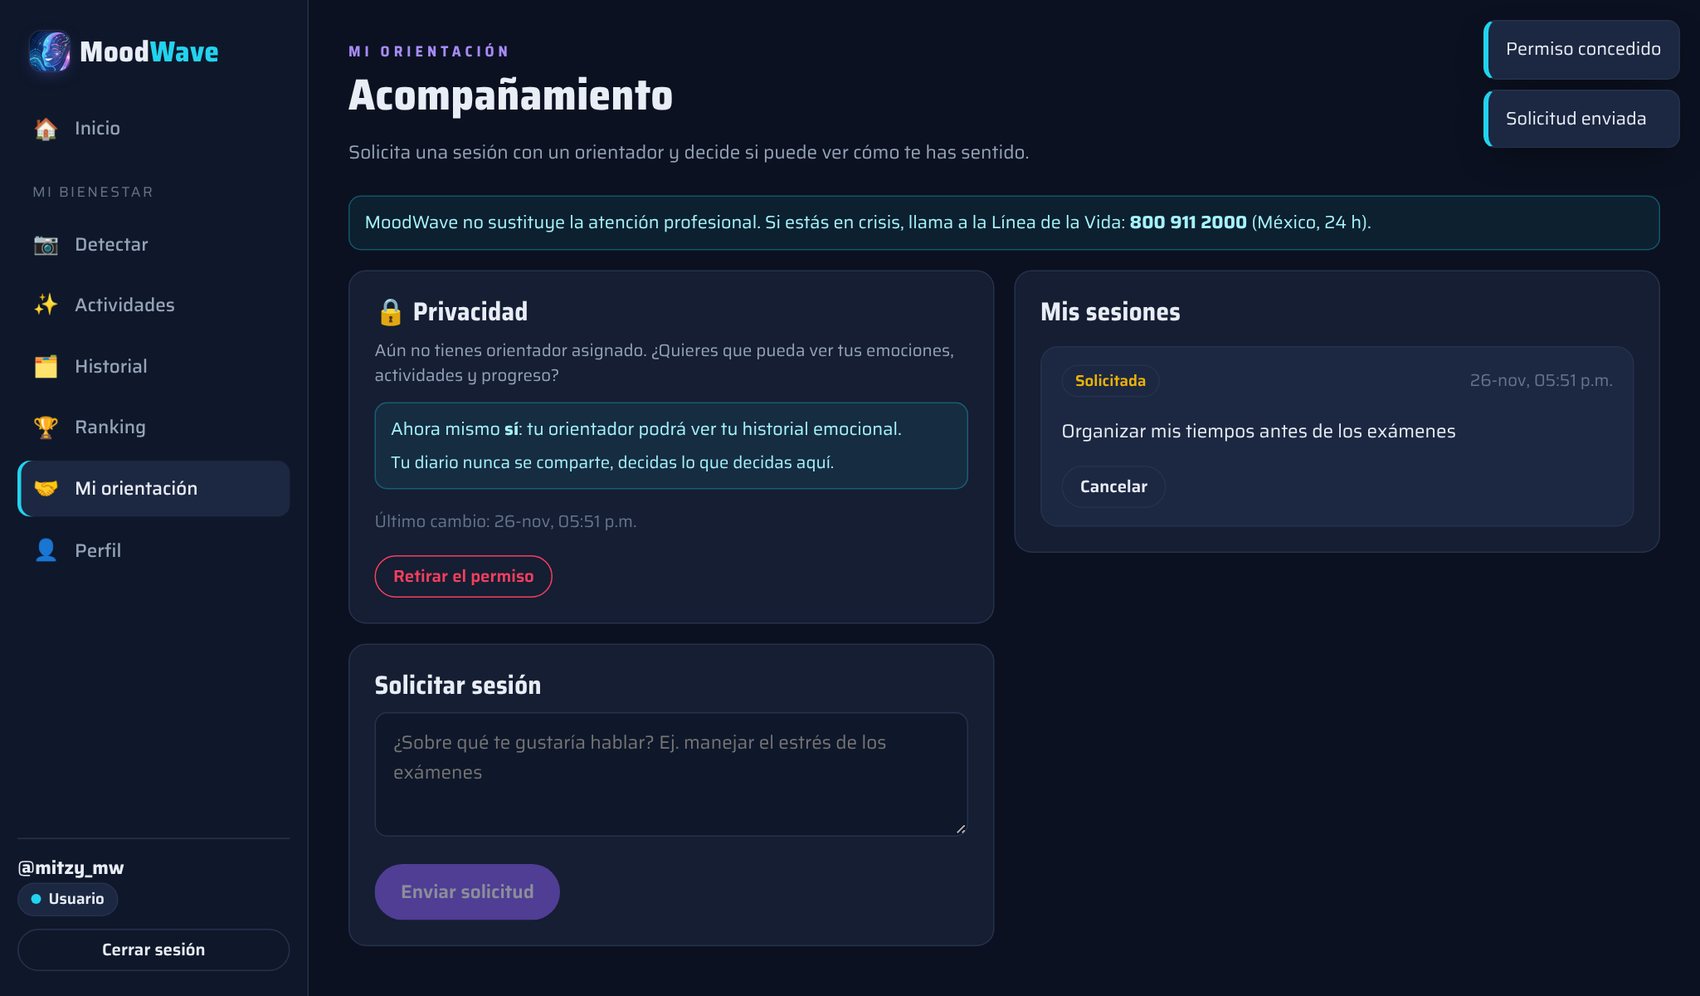 MoodWave
Inicio
MI BIENESTAR
Detectar
Actividades
Historial
Ranking
Mi orientación
Perfil
@mitzy_mw
Usuario
Cerrar sesión
MI ORIENTACIÓN
Acompañamiento
Solicita una sesión con un orientador y decide si puede ver cómo te has sentido.
MoodWave no sustituye la atención profesional. Si estás en crisis, llama a la Línea de la Vida: 800 911 2000 (México, 24 h).
Privacidad
Aún no tienes orientador asignado. ¿Quieres que pueda ver tus emociones,
actividades y progreso?
Ahora mismo sí: tu orientador podrá ver tu historial emocional.
Tu diario nunca se comparte, decidas lo que decidas aquí.
Último cambio: 26-nov, 05:51 p.m.
Retirar el permiso
Solicitar sesión
¿Sobre qué te gustaría hablar? Ej. manejar el estrés de los
exámenes
Enviar solicitud
Mis sesiones
Solicitada
26-nov, 05:51 p.m.
Organizar mis tiempos antes de los exámenes
Cancelar
Permiso concedido
Solicitud enviada